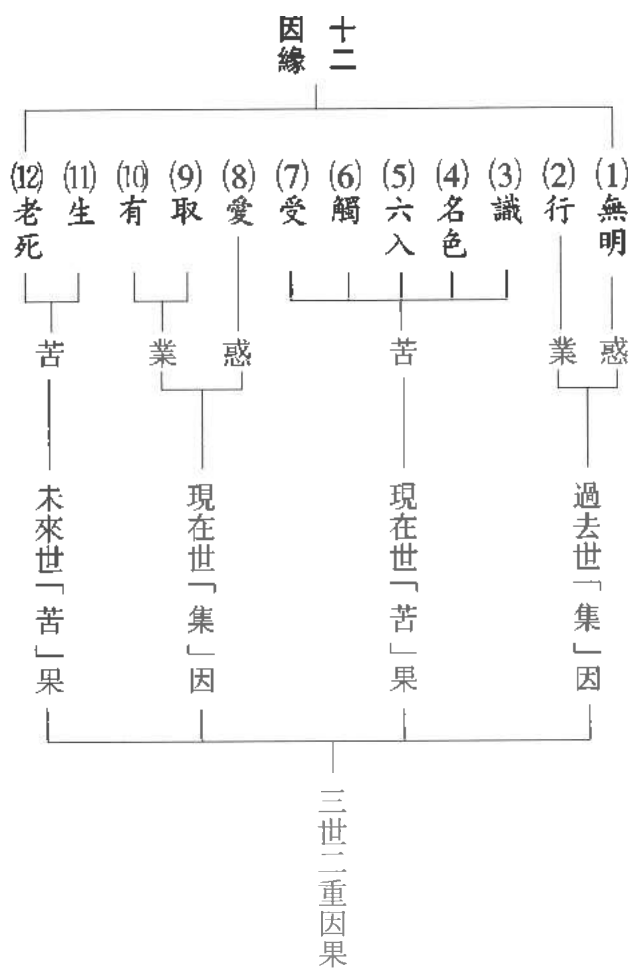 十二
因緣
(1)無明
(2)行
(3)識
(4)名色
(5)六入
(6)觸
(7)受
(8)愛
(9)取
(10)有
(11)生
(12)老死
惑
業
苦
惑
業
苦
過去世「集」因
現在世「苦」果
現在世「集」因
未來世「苦」果
三世二重因果